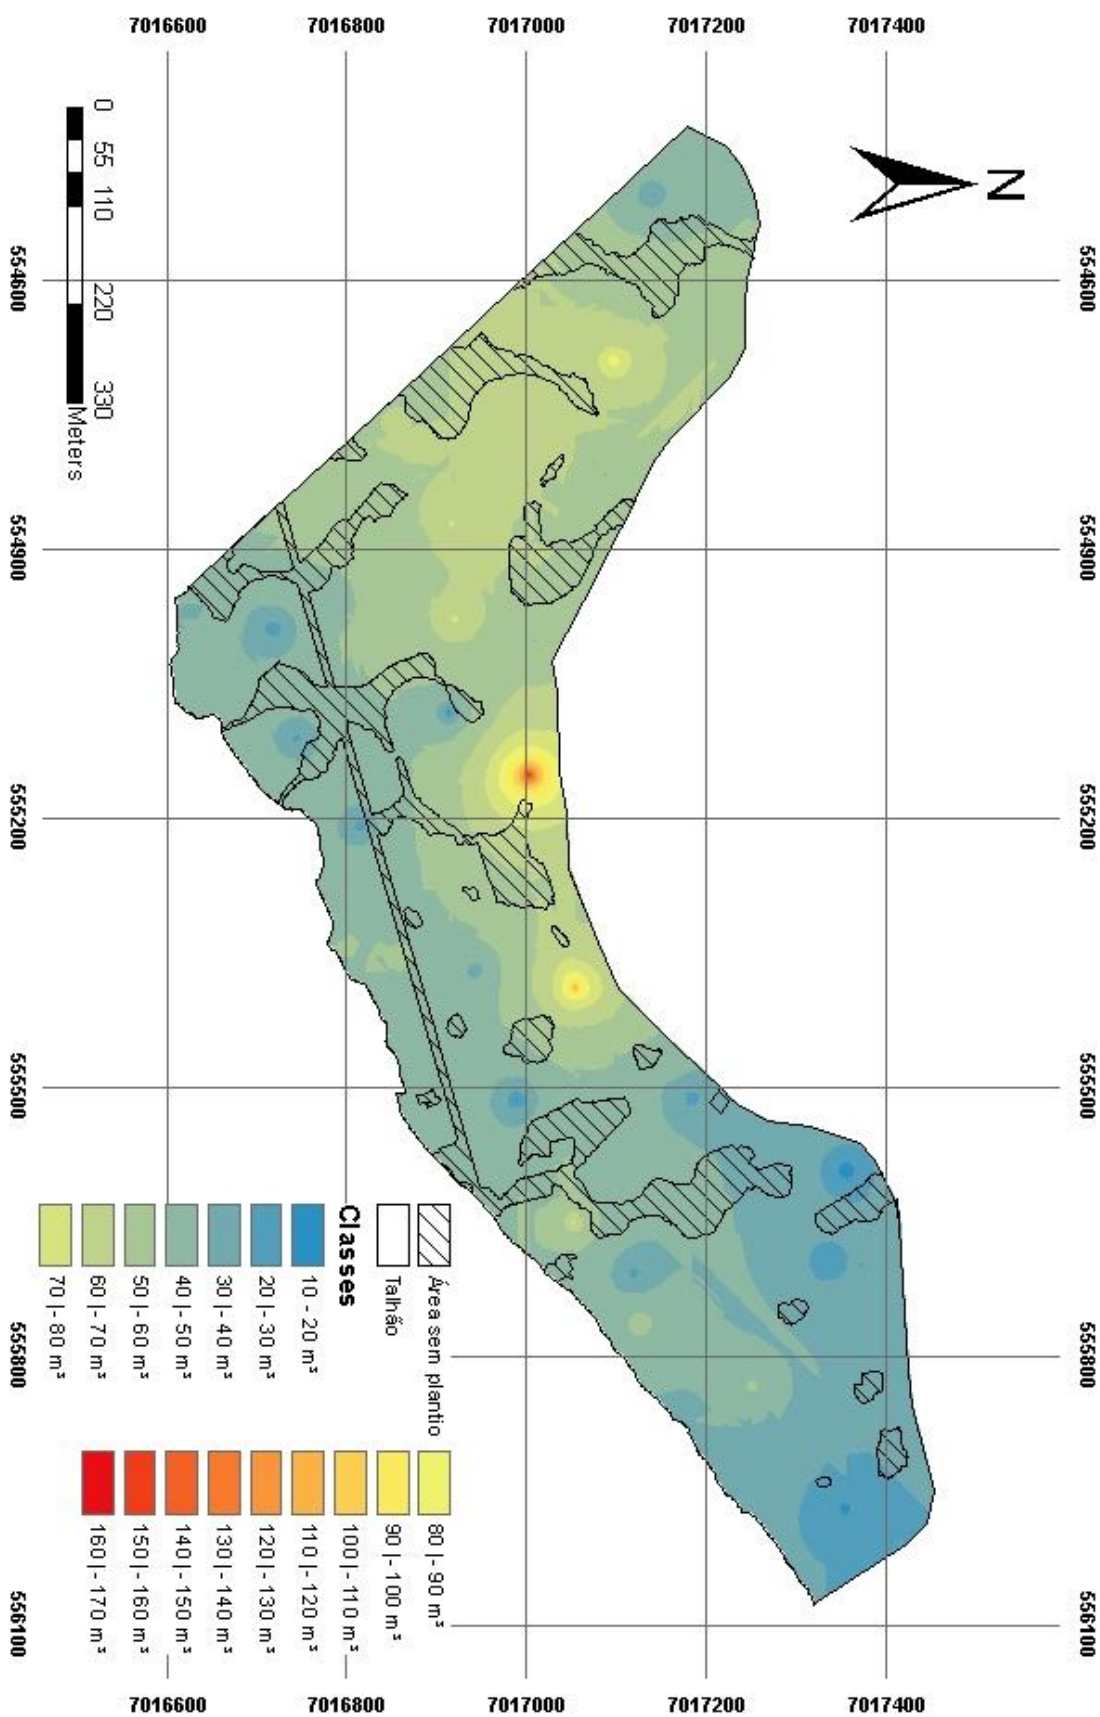 7016600 7016800 7017000 7017200 7017400
N
0 55 110 220 330
Meters
554600
554900
555200
555500
555800
556100
554600
554900
555200
555500
555800
556100
Área sem plantio
Talhão
Classes
10 - 20 m³
20 |- 30 m³
30 |- 40 m³
40 |- 50 m³
50 |- 60 m³
60 |- 70 m³
70 |- 80 m³
80 |- 90 m³
90 |- 100 m³
100 |- 110 m³
110 |- 120 m³
120 |- 130 m³
130 |- 140 m³
140 |- 150 m³
150 |- 160 m³
160 |- 170 m³
7016600 7016800 7017000 7017200 7017400